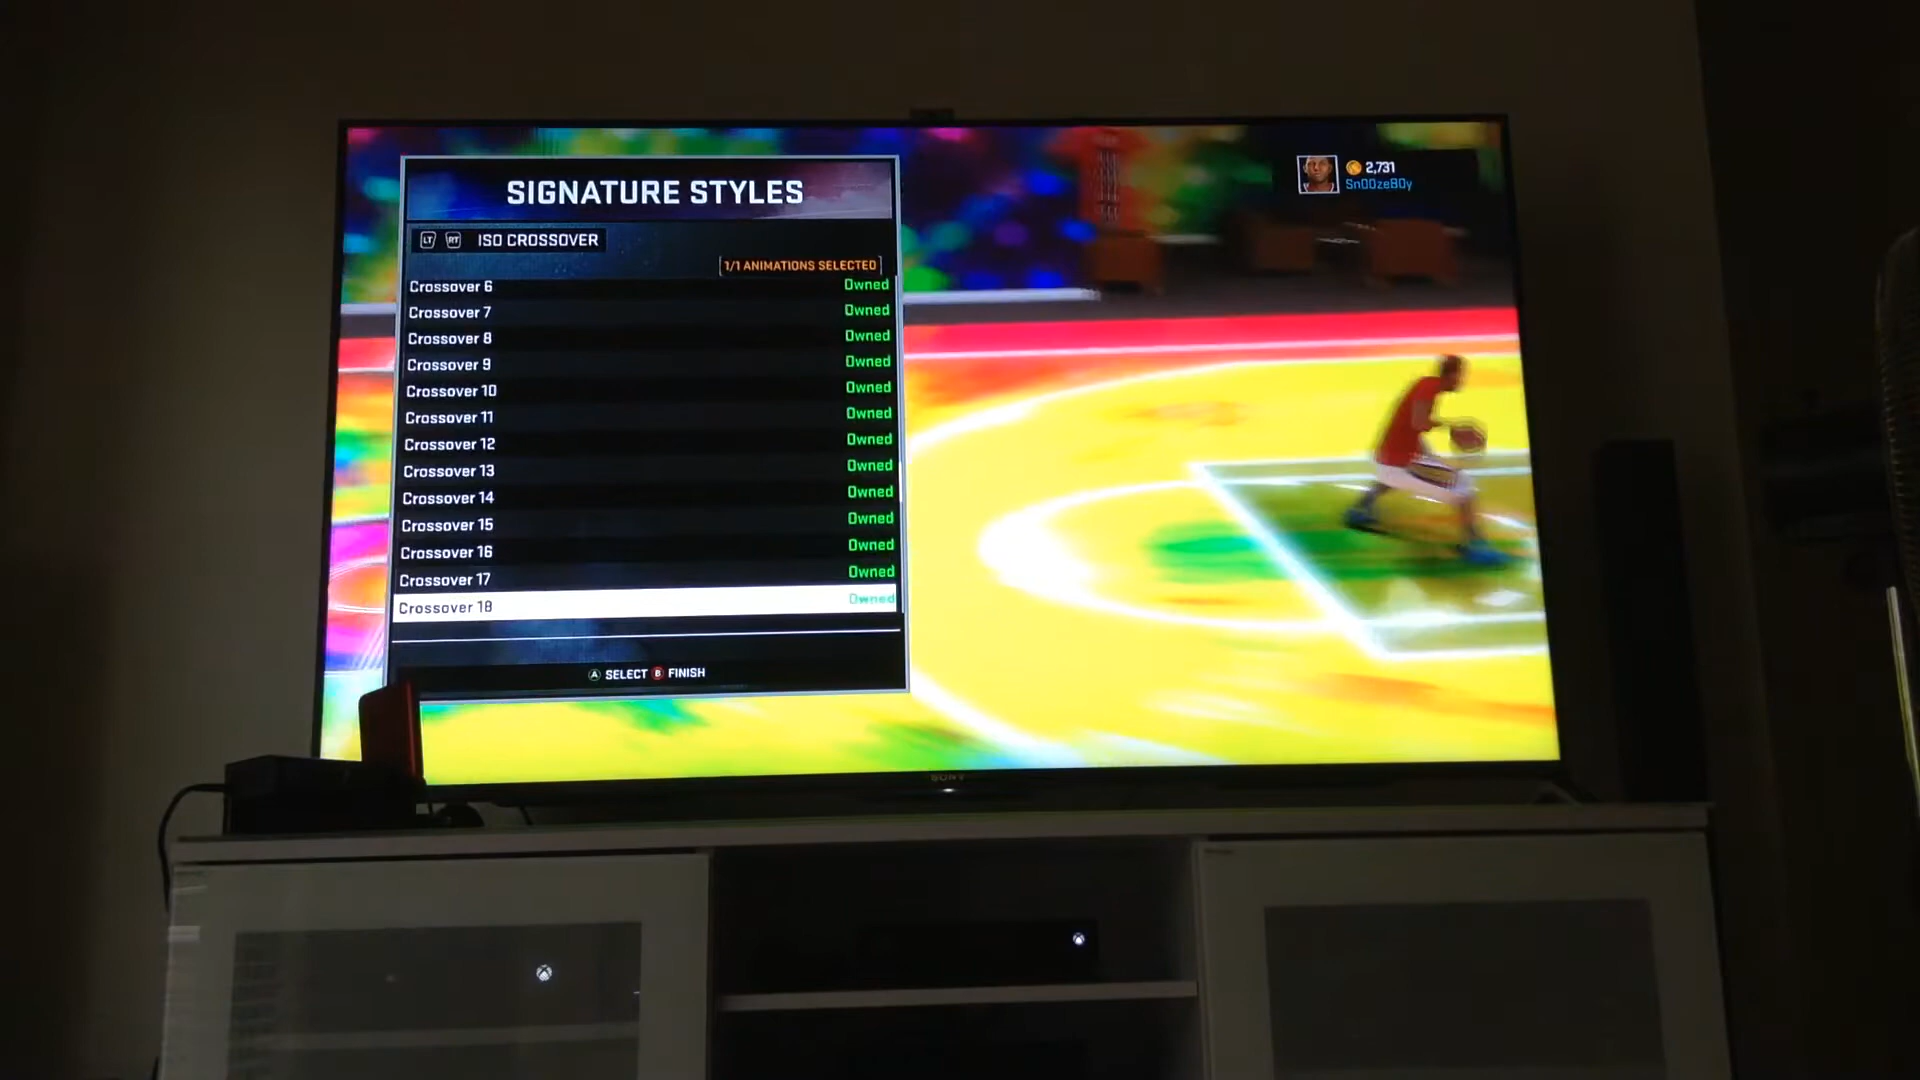 SIGNATURE STYLES
2,731
Sn00zeB0y
LT RT ISO CROSSOVER
1/1 ANIMATIONS SELECTED
Crossover 6 Owned
Crossover 7 Owned
Crossover 8 Owned
Crossover 9 Owned
Crossover 10 Owned
Crossover 11 Owned
Crossover 12 Owned
Crossover 13 Owned
Crossover 14 Owned
Crossover 15 Owned
Crossover 16 Owned
Crossover 17 Owned
Crossover 18 Owned
A SELECT B FINISH
SONY